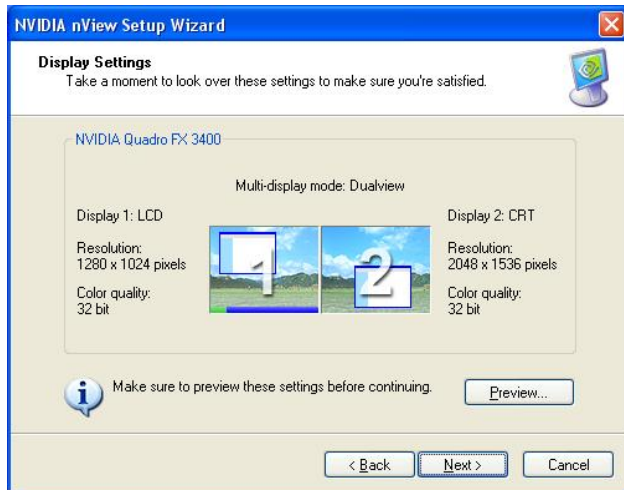 NVIDIA nView Setup Wizard
Display Settings
Take a moment to look over these settings to make sure you're satisfied.
NVIDIA Quadro FX 3400
Multi-display mode: Dualview
Display 1: LCD
Resolution:
1280 x 1024 pixels
Color quality:
32 bit
1
2
Display 2: CRT
Resolution:
2048 x 1536 pixels
Color quality:
32 bit
Make sure to preview these settings before continuing.
Preview...
< Back
Next >
Cancel